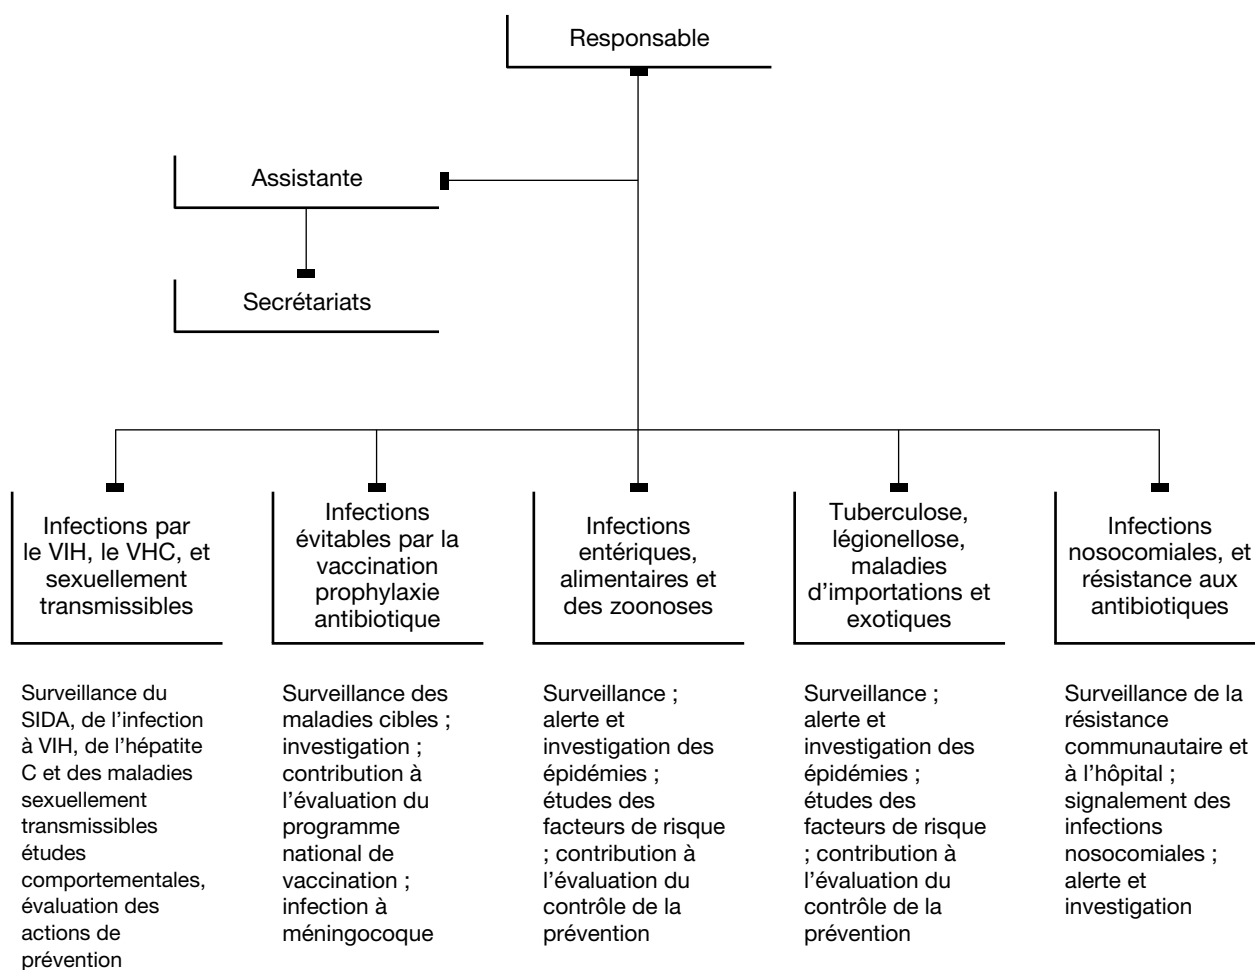 Responsable
Assistante
Secrétariats
Infections par
le VIH, le VHC, et
sexuellement
transmissibles
Infections
évitables par la
vaccination
prophylaxie
antibiotique
Infections
entériques,
alimentaires et
des zoonoses
Tuberculose,
légionellose,
maladies
d’importations et
exotiques
Infections
nosocomiales, et
résistance aux
antibiotiques
Surveillance du
SIDA, de l’infection
à VIH, de l’hépatite
C et des maladies
sexuellement
transmissibles
études
comportementales,
évaluation des
actions de
prévention
Surveillance des
maladies cibles ;
investigation ;
contribution à
l’évaluation du
programme
national de
vaccination ;
infection à
méningocoque
Surveillance ;
alerte et
investigation des
épidémies ;
études des
facteurs de risque
; contribution à
l’évaluation du
contrôle de la
prévention
Surveillance ;
alerte et
investigation des
épidémies ;
études des
facteurs de risque
; contribution à
l’évaluation du
contrôle de la
prévention
Surveillance de la
résistance
communautaire et
à l’hôpital ;
signalement des
infections
nosocomiales ;
alerte et
investigation